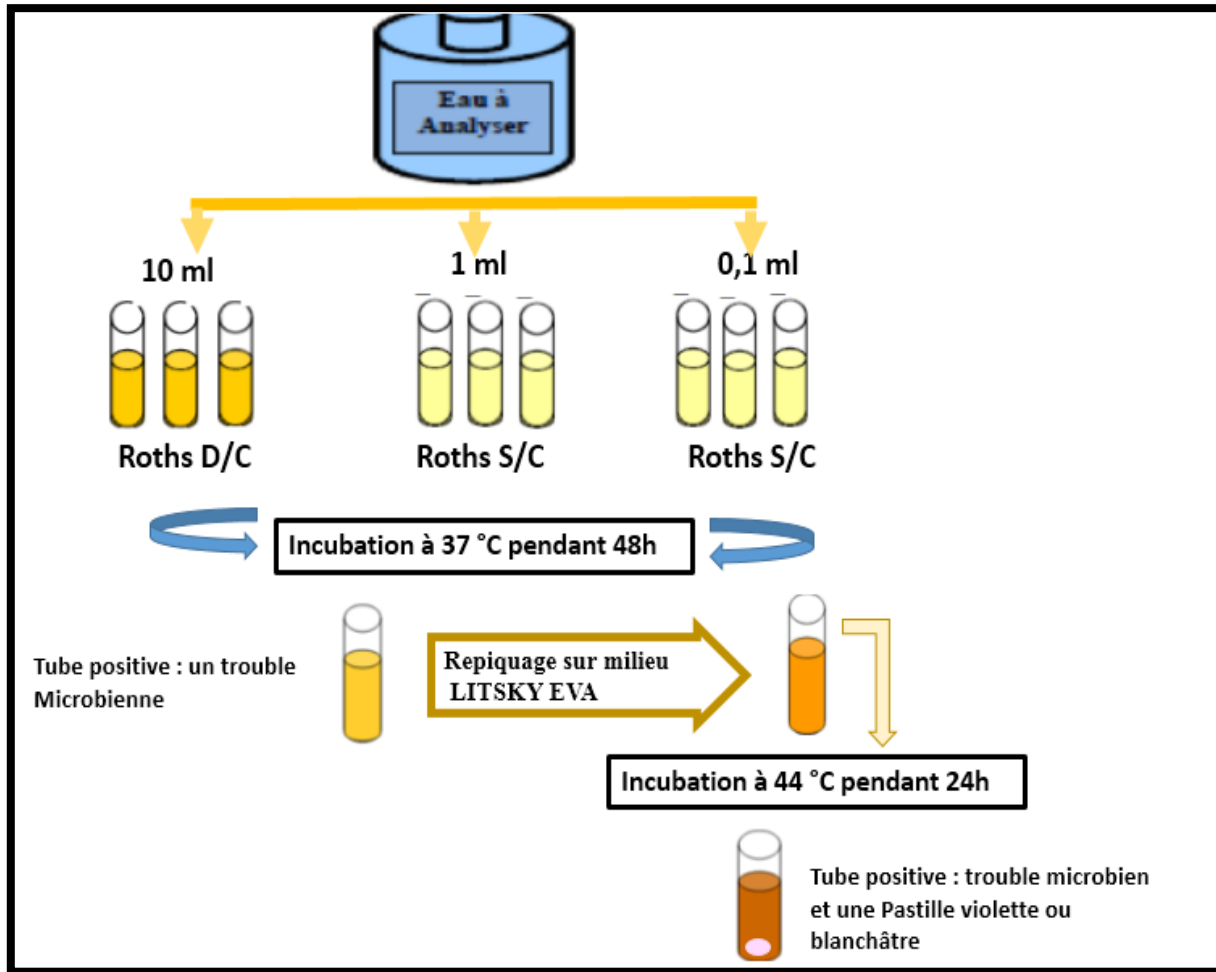 Eau à
Analyser
10 ml
1 ml
0,1 ml
Roths D/C
Roths S/C
Roths S/C
Incubation à 37 °C pendant 48h
Tube positive : un trouble
Microbienne
Repiquage sur milieu
LITSKY EVA
Incubation à 44 °C pendant 24h
Tube positive : trouble microbien
et une Pastille violette ou
blanchâtre